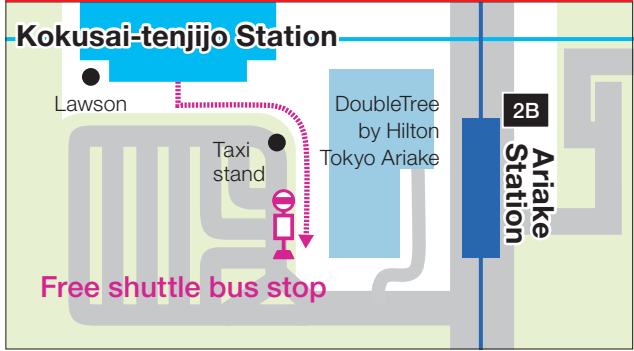 Kokusai-tenjijo Station
Lawson
Taxi
stand
DoubleTree
by Hilton
Tokyo Ariake
2B
Ariake
Station
Free shuttle bus stop